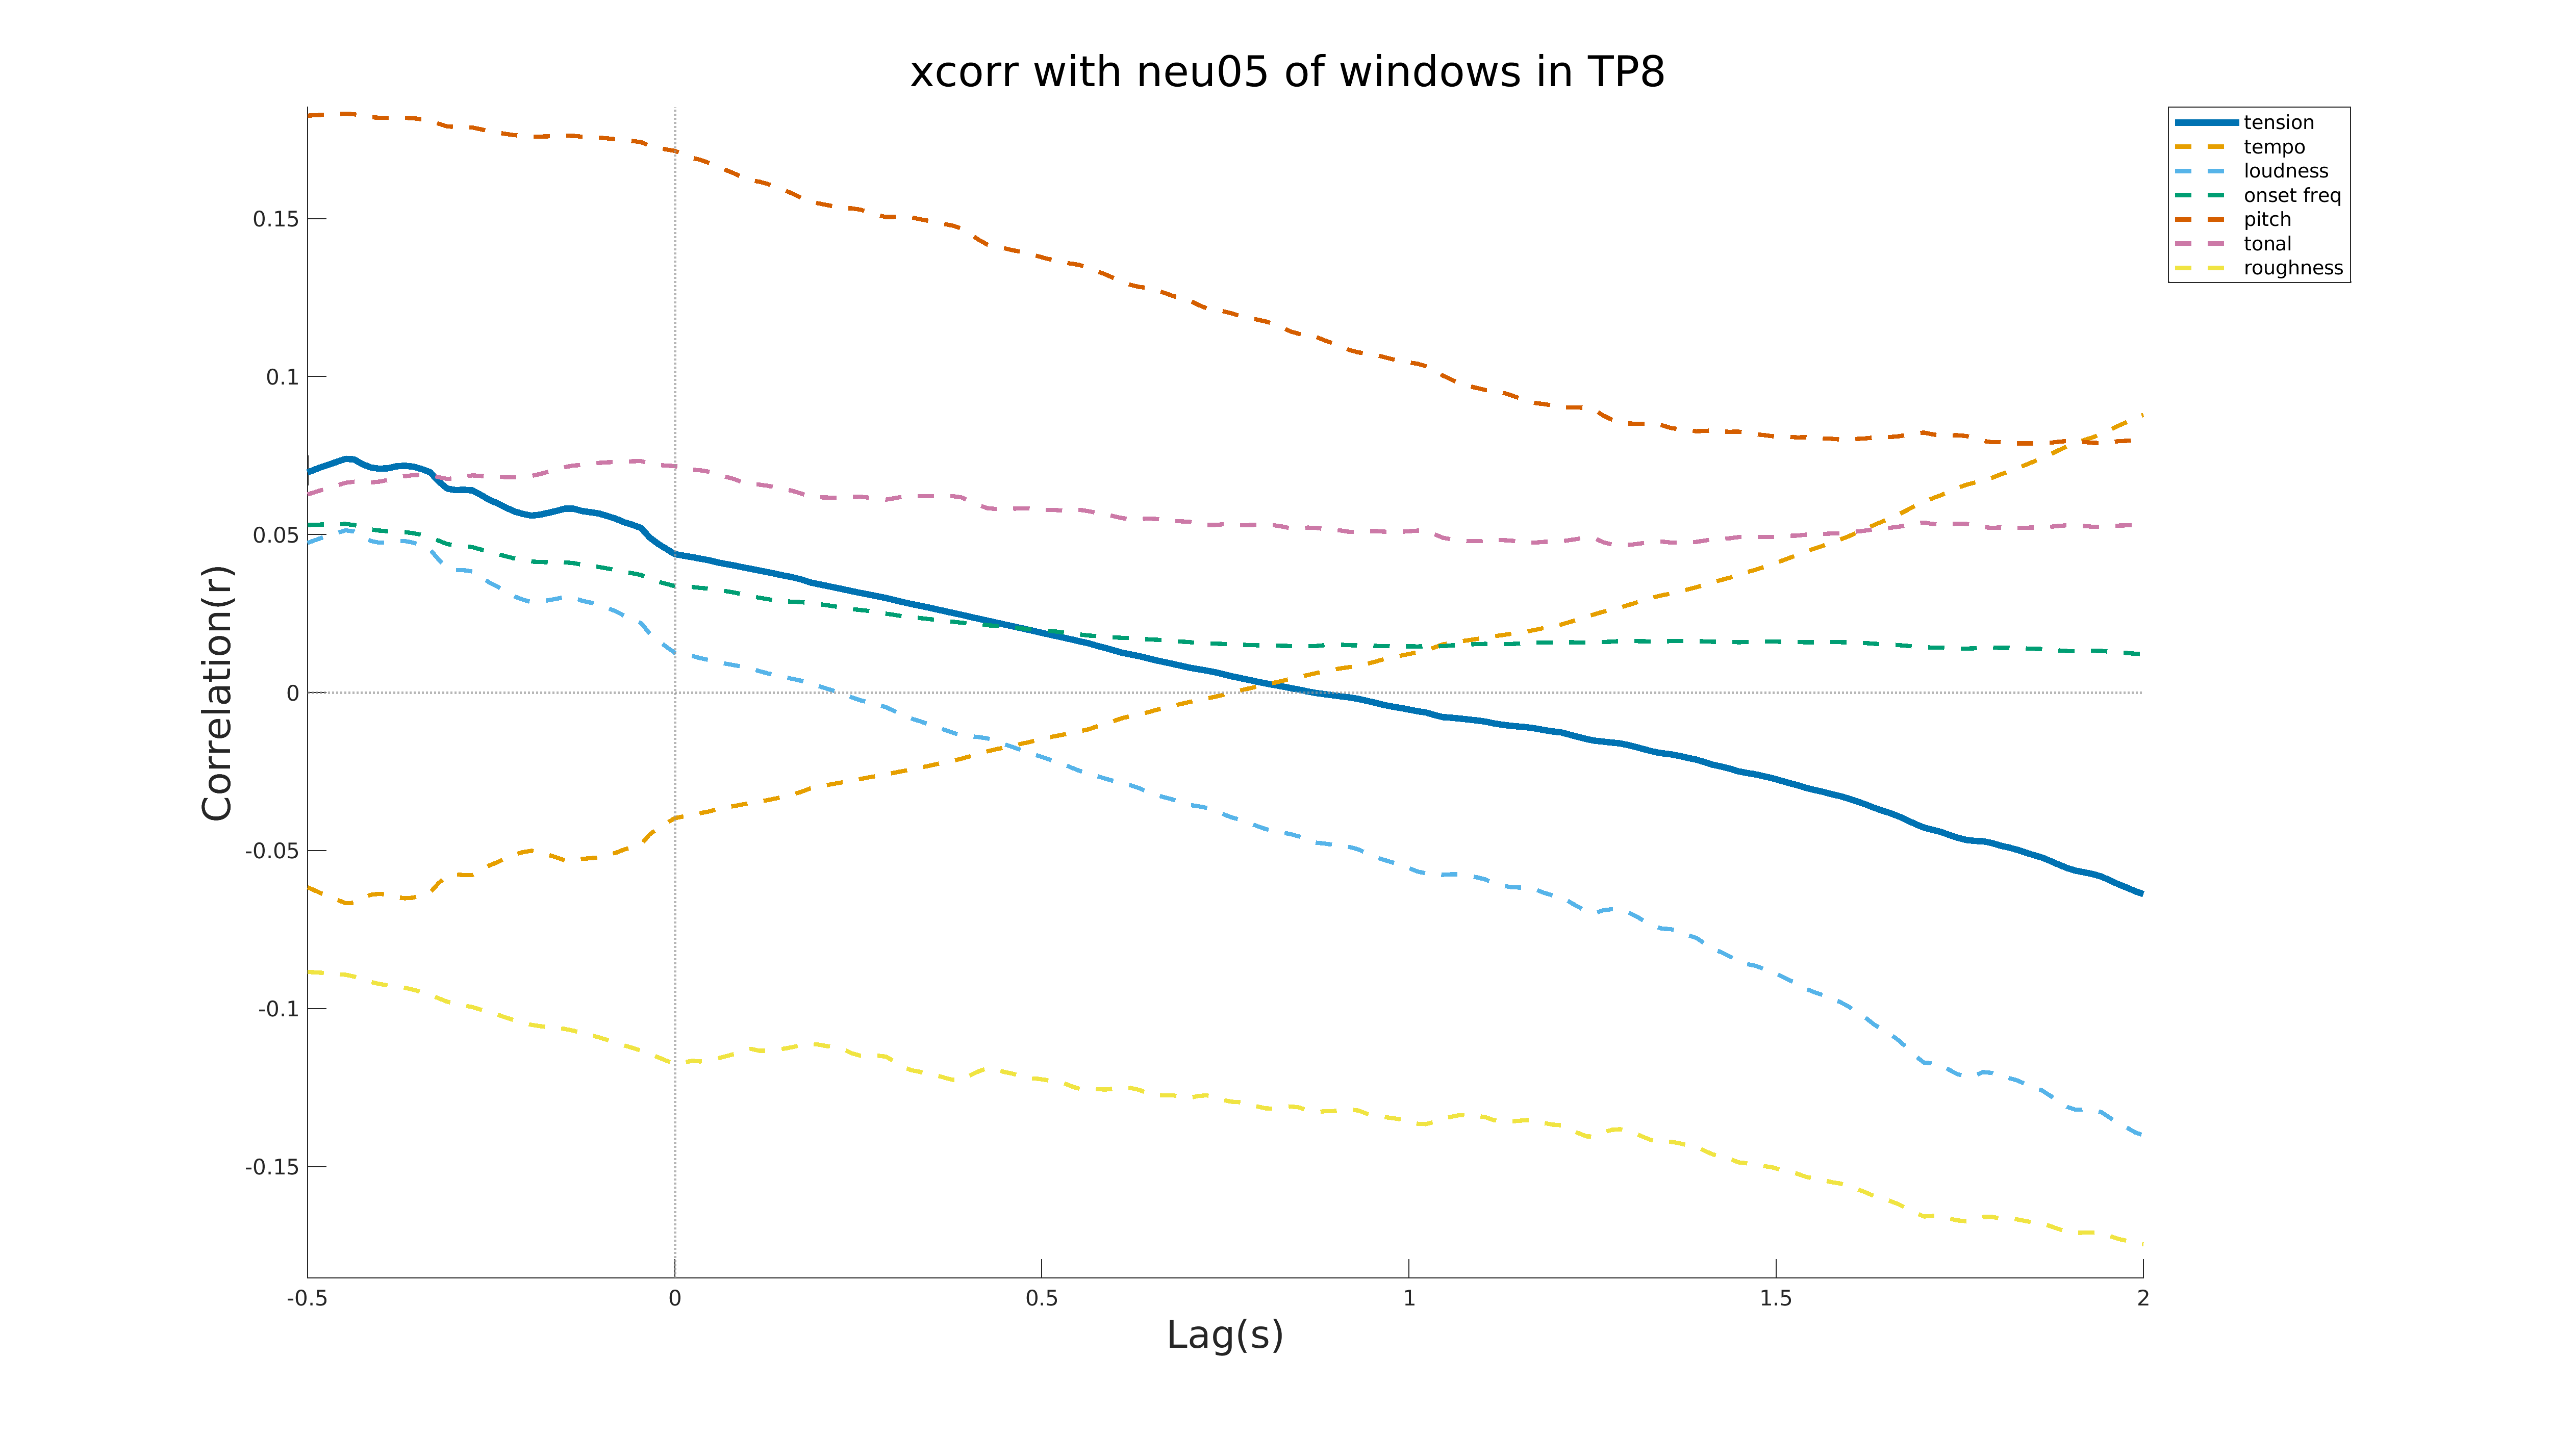 xcorr with neu05 of windows in TP8
tension
tempo
loudness
onset freq
pitch
tonal
roughness
Correlation(r)
0.15
0.1
0.05
0
-0.05
-0.1
-0.15
-0.5
0
0.5
1
1.5
2
Lag(s)